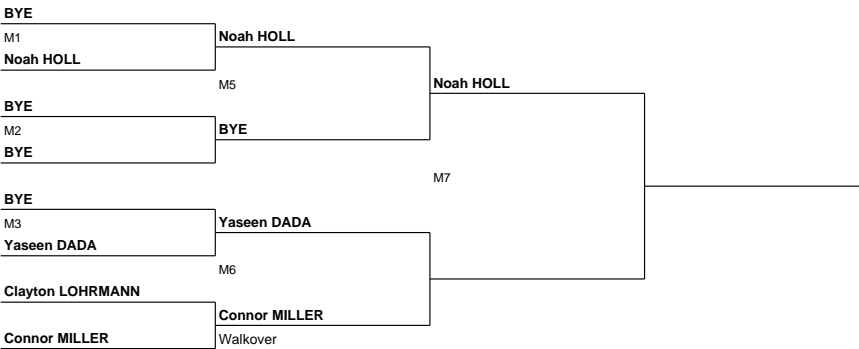 BYE
M1
Noah HOLL
Noah HOLL
M5
BYE
M2
BYE
BYE
Noah HOLL
M7
BYE
M3
Yaseen DADA
Yaseen DADA
M6
Clayton LOHRMANN
Connor MILLER
Connor MILLER
Walkover